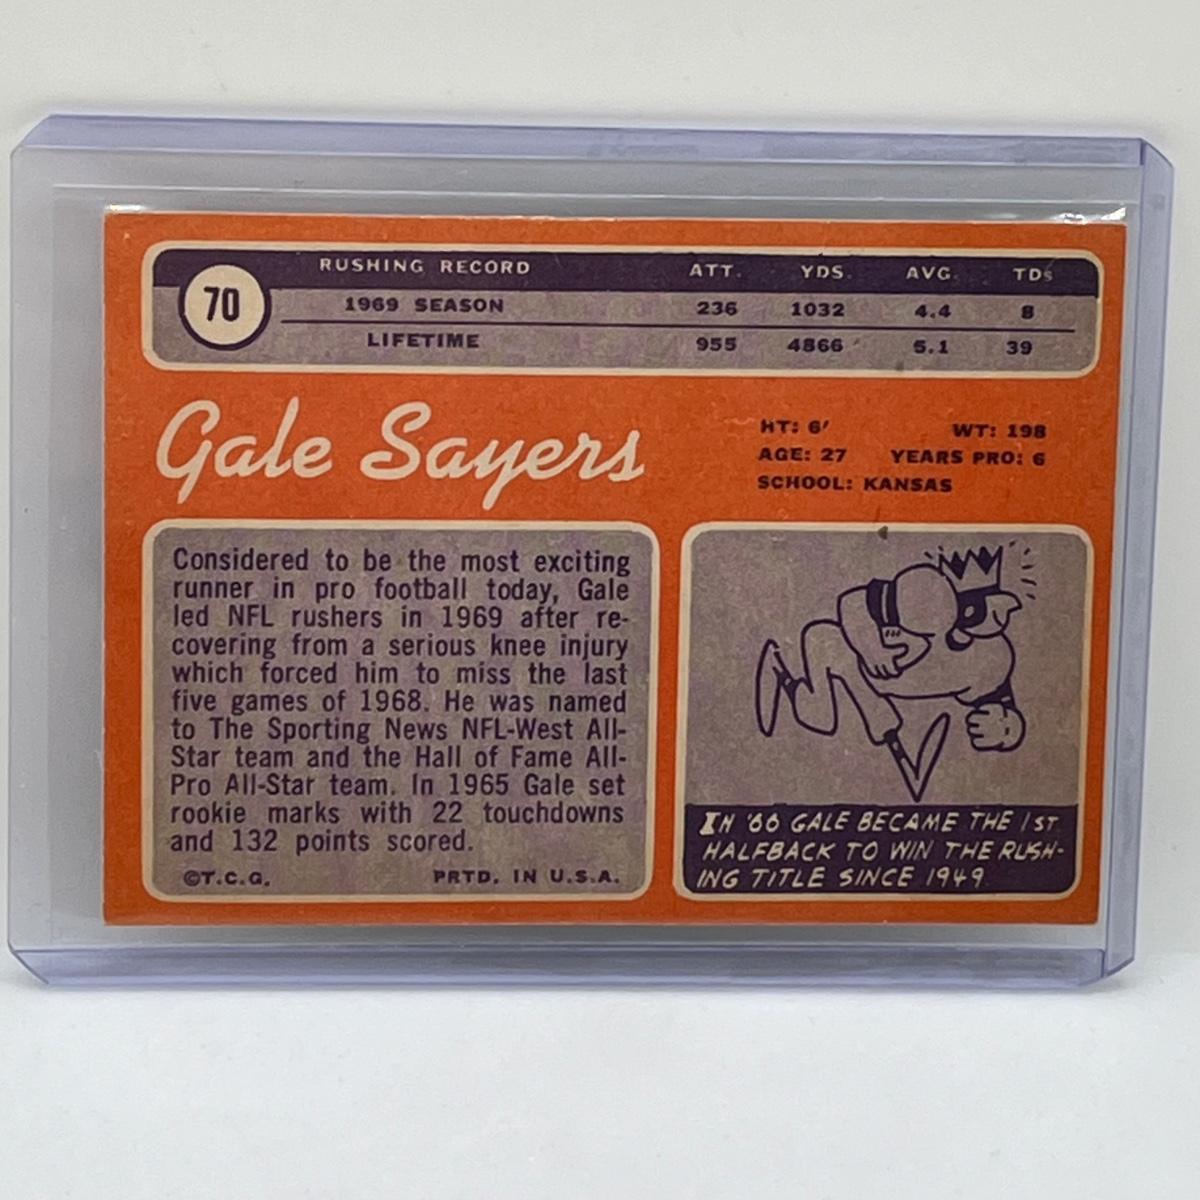 70
RUSHING RECORD ATT. YDS. AVG. TDS
1969 SEASON 236 1032 4.4 8
LIFETIME 955 4866 5.1 39
Gale Sayers
HT: 6' WT: 198
AGE: 27 YEARS PRO: 6
SCHOOL: KANSAS
Considered to be the most exciting
runner in pro football today, Gale
led NFL rushers in 1969 after re-
covering from a serious knee injury
which forced him to miss the last
five games of 1968. He was named
to The Sporting News NFL-West All-
Star team and the Hall of Fame All-
Pro All-Star team. In 1965 Gale set
rookie marks with 22 touchdowns
and 132 points scored.
©T.C.G. PRTD. IN U.S.A.
IN '66 GALE BECAME THE 1ST
HALFBACK TO WIN THE RUSH-
ING TITLE SINCE 1949